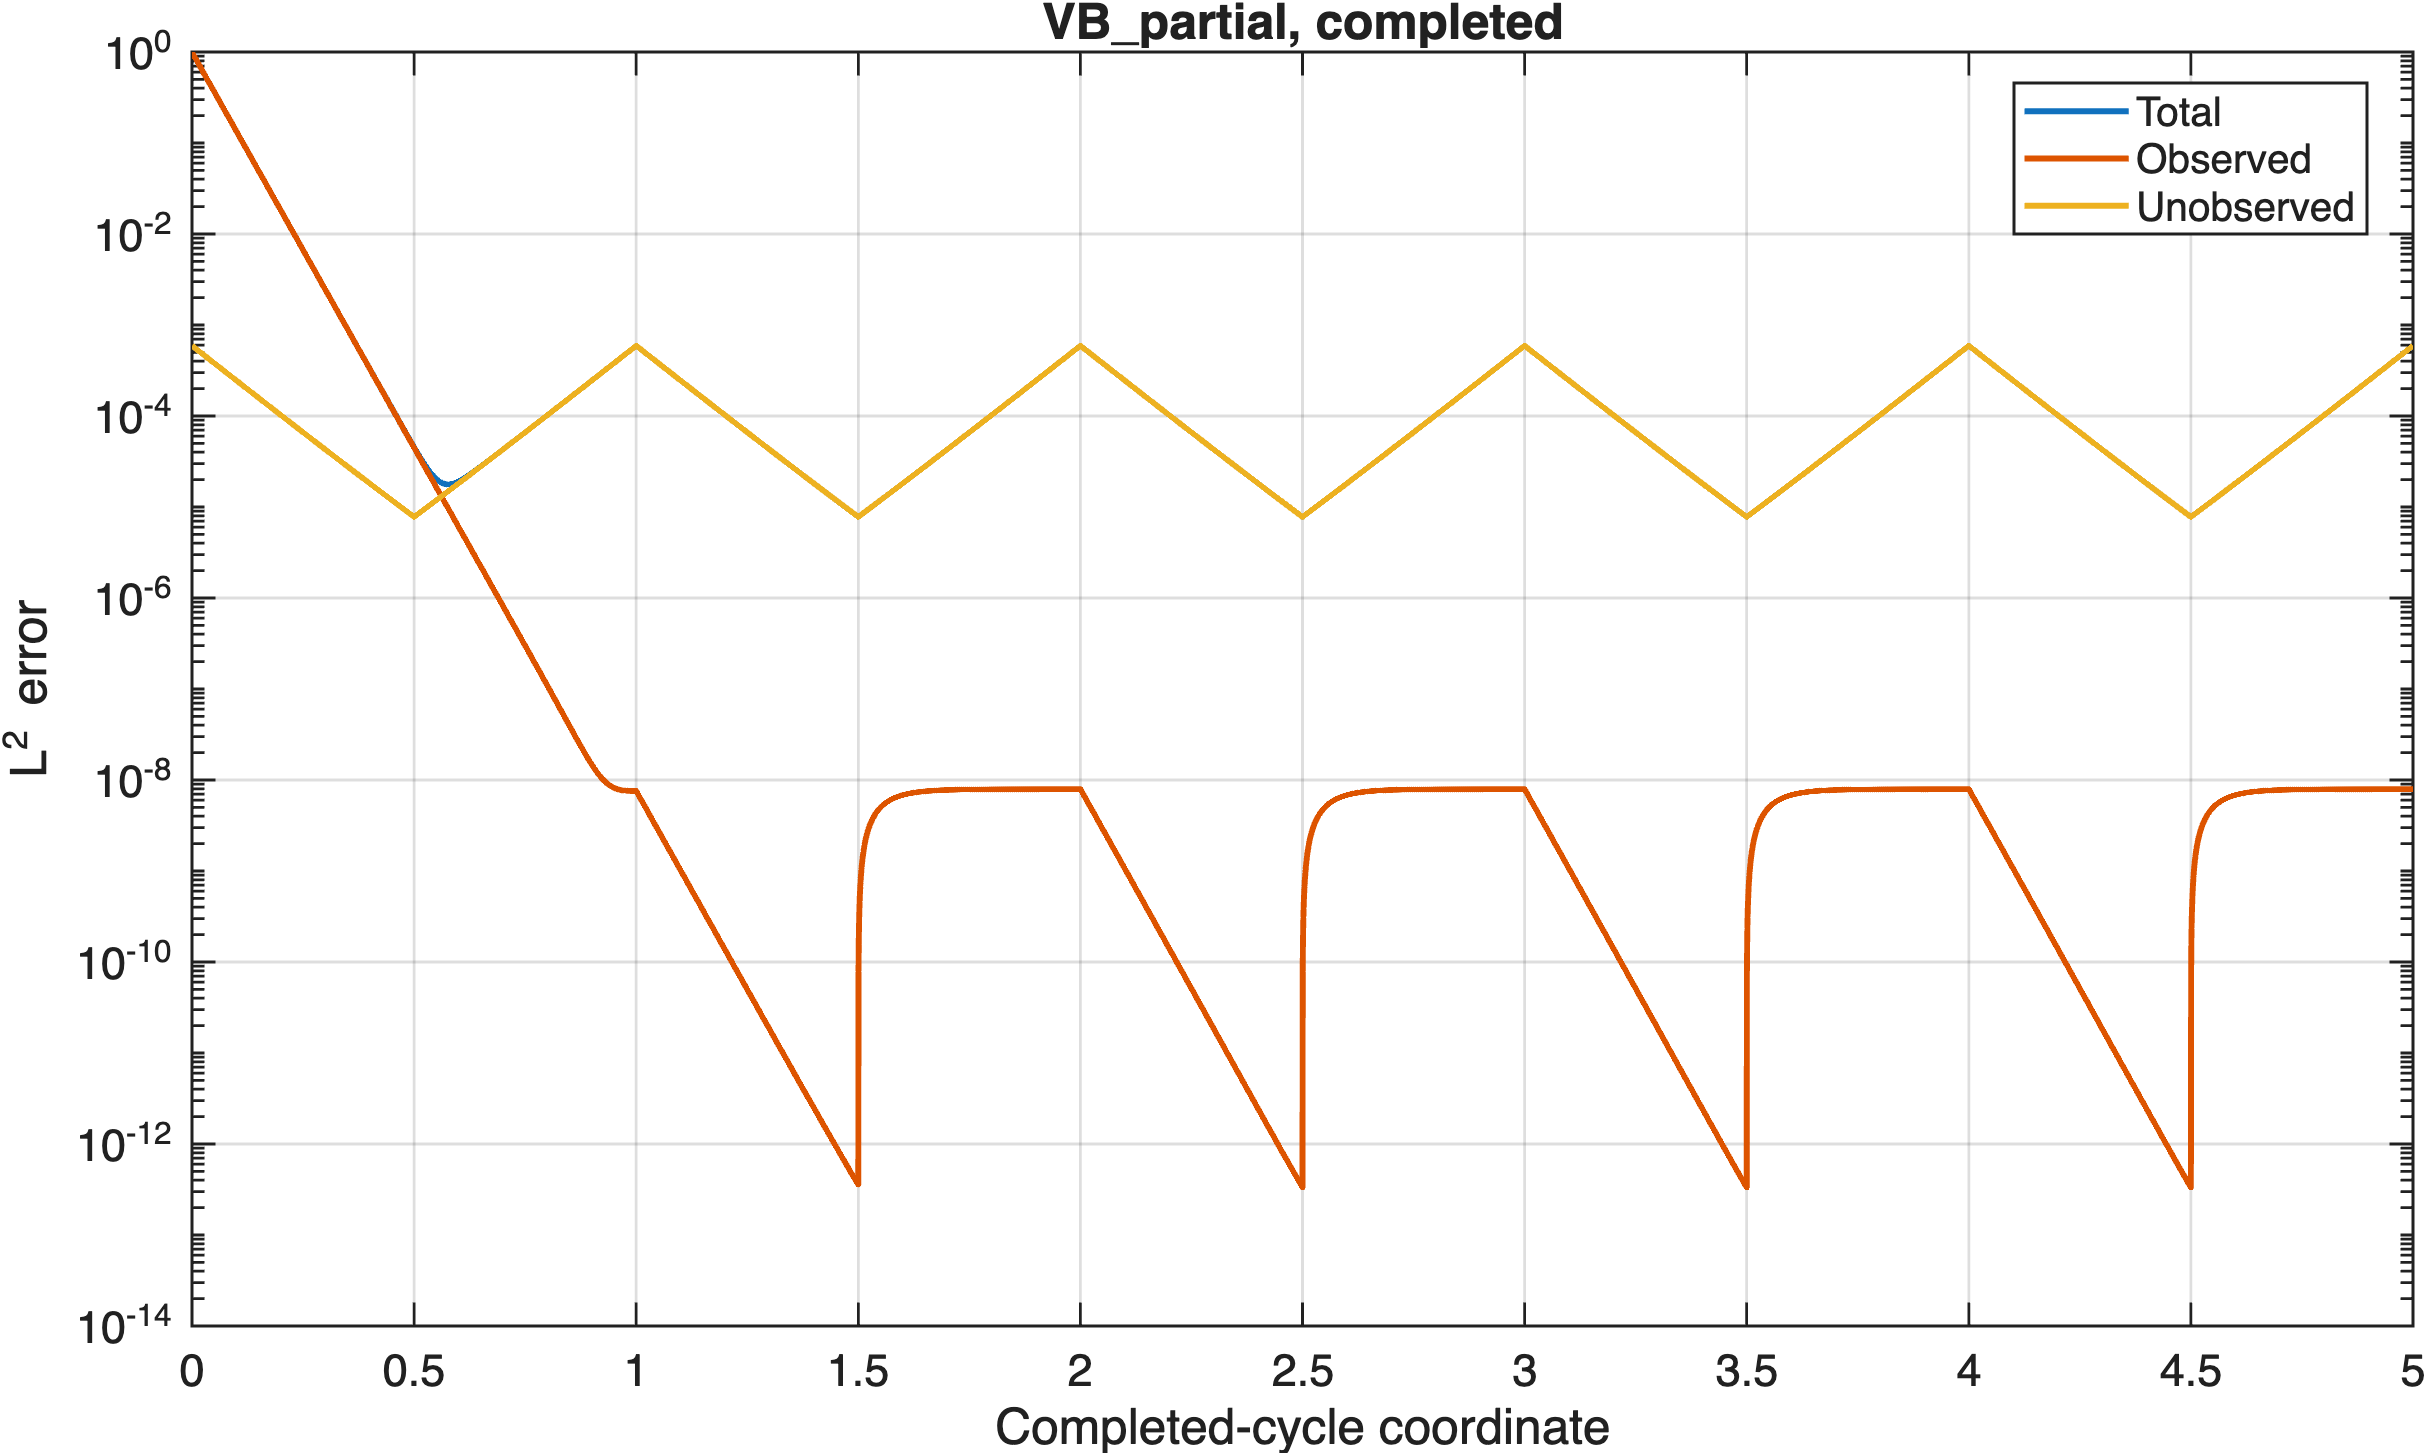 VB_partial, completed
10^0
10^-2
10^-4
10^-6
10^-8
10^-10
10^-12
10^-14
L^2 error
Total
Observed
Unobserved
0 0.5 1 1.5 2 2.5 3 3.5 4 4.5 5
Completed-cycle coordinate